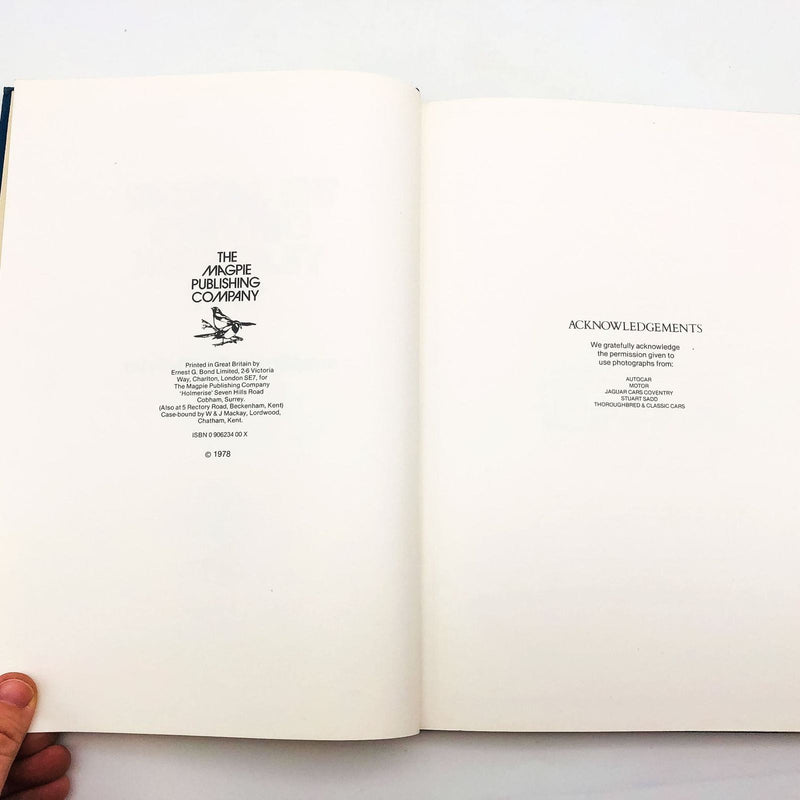 THE
MAGPIE
PUBLISHING
COMPANY
Printed in Great Britain by
Ernest G. Bond Limited, 2-6 Victoria
Way, Charlton, London SE7, for
The Magpie Publishing Company
'Holmerise' Seven Hills Road
Cobham, Surrey.
(Also at 5 Rectory Road, Beckenham, Kent)
Case-bound by W & J Mackay, Lordwood,
Chatham, Kent.
ISBN 0 906234 00 X
© 1978
ACKNOWLEDGEMENTS
We gratefully acknowledge
the permission given to
use photographs from:
AUTOCAR
MOTOR
JAGUAR CARS COVENTRY
STUART SADD
THOROUGHBRED & CLASSIC CARS